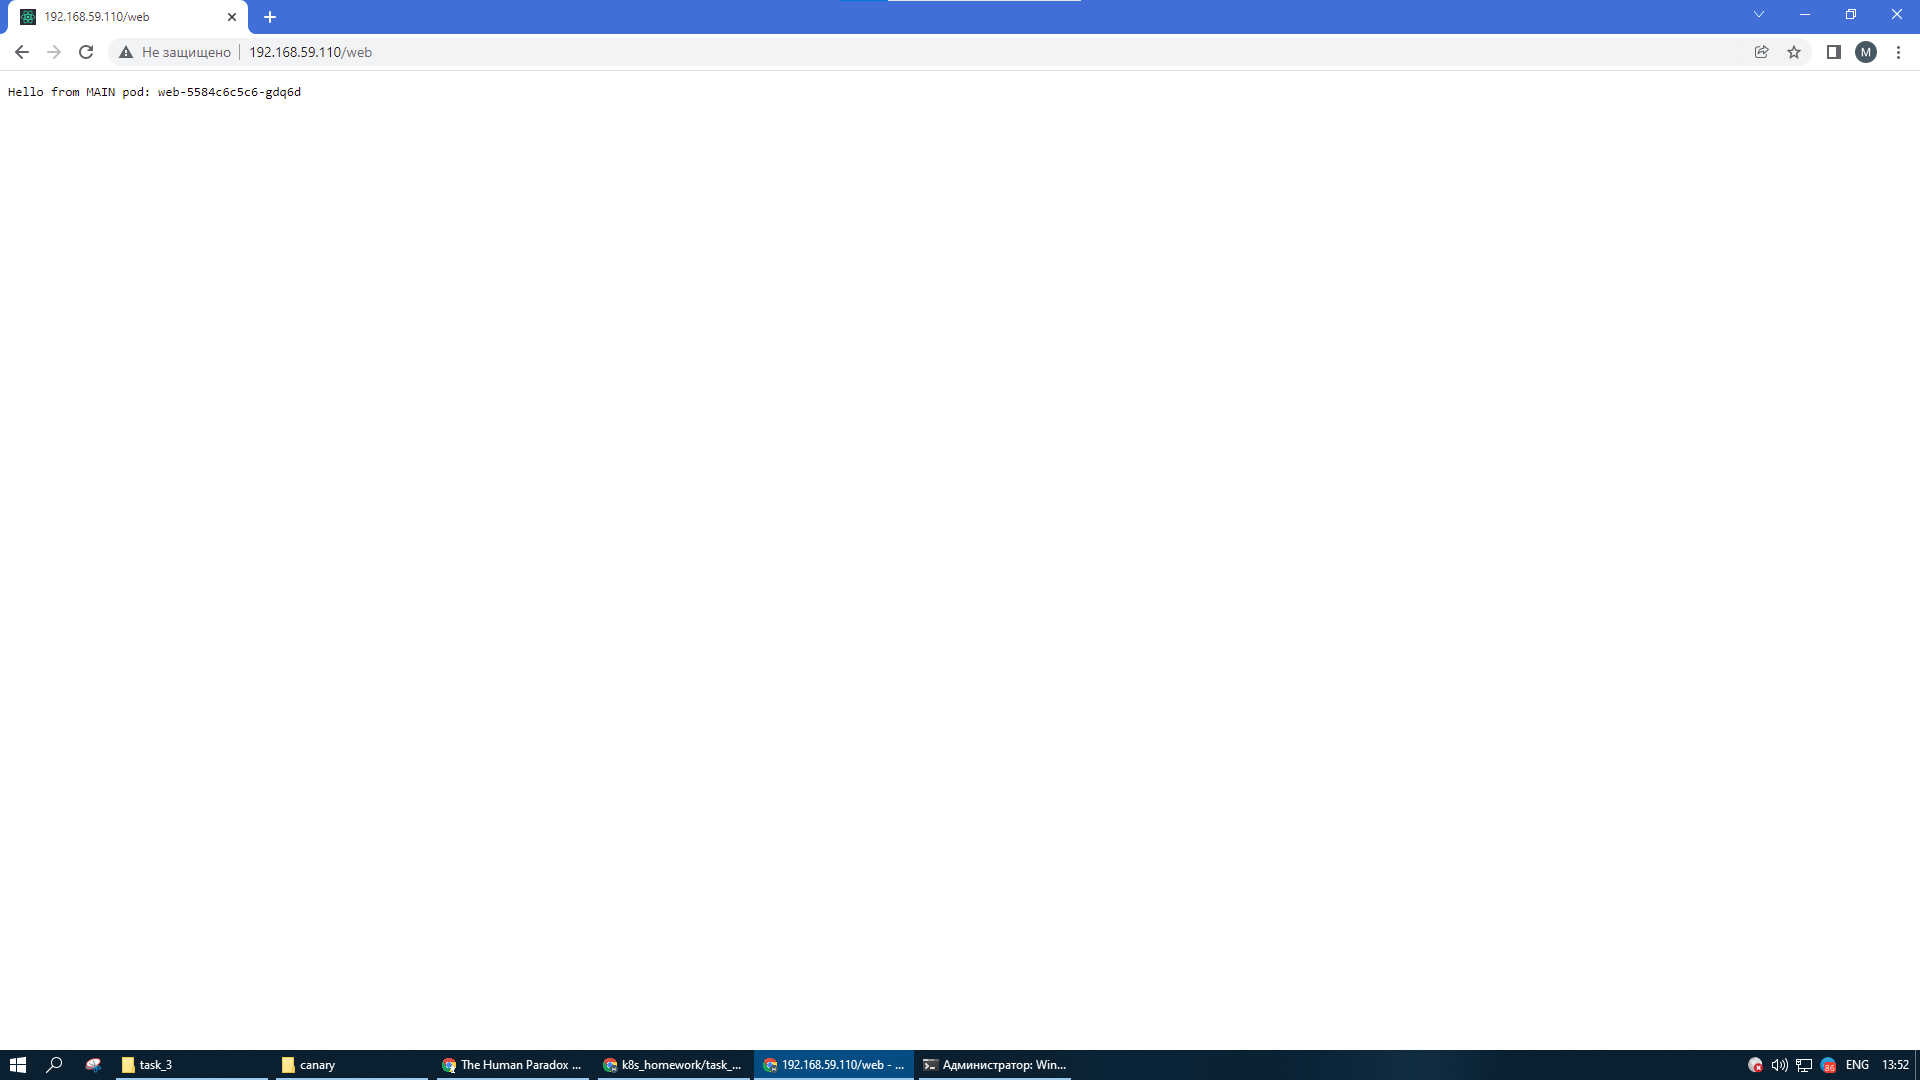 192.168.59.110/web
Не защищено
192.168.59.110/web
M
Hello from MAIN pod: web-5584c6c5c6-gdq6d
task_3
canary
The Human Paradox ...
k8s_homework/task_...
192.168.59.110/web - ...
Администратор: Win...
86
ENG
13:52